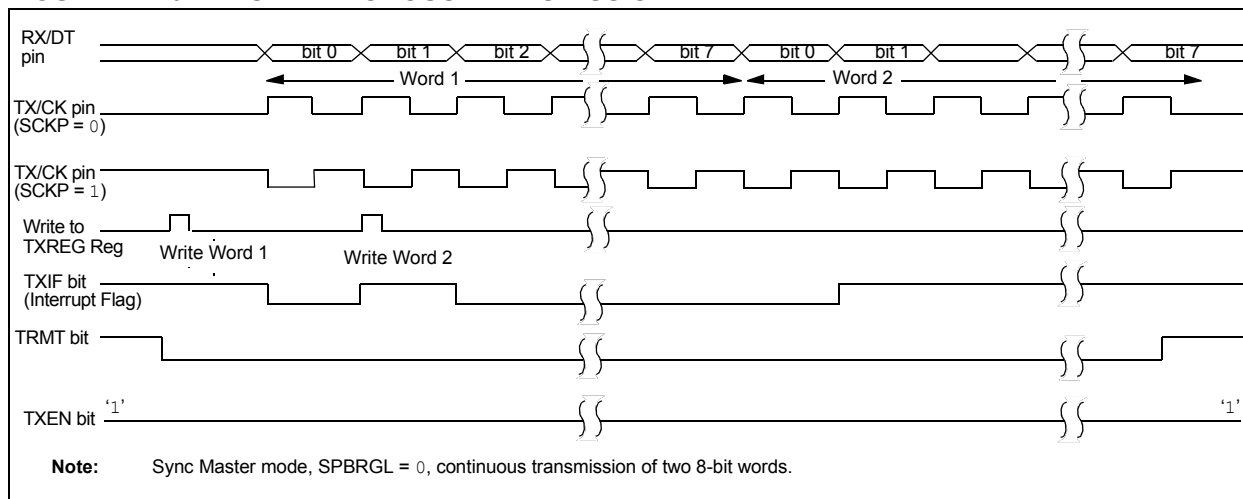 RX/DT
pin
bit 0 bit 1 bit 2 bit 7 bit 0 bit 1 bit 7
Word 1 Word 2
TX/CK pin
(SCKP = 0)
TX/CK pin
(SCKP = 1)
Write to
TXREG Reg
Write Word 1 Write Word 2
TXIF bit
(Interrupt Flag)
TRMT bit
TXEN bit
‘1’ ‘1’
Note: Sync Master mode, SPBRGL = 0, continuous transmission of two 8-bit words.